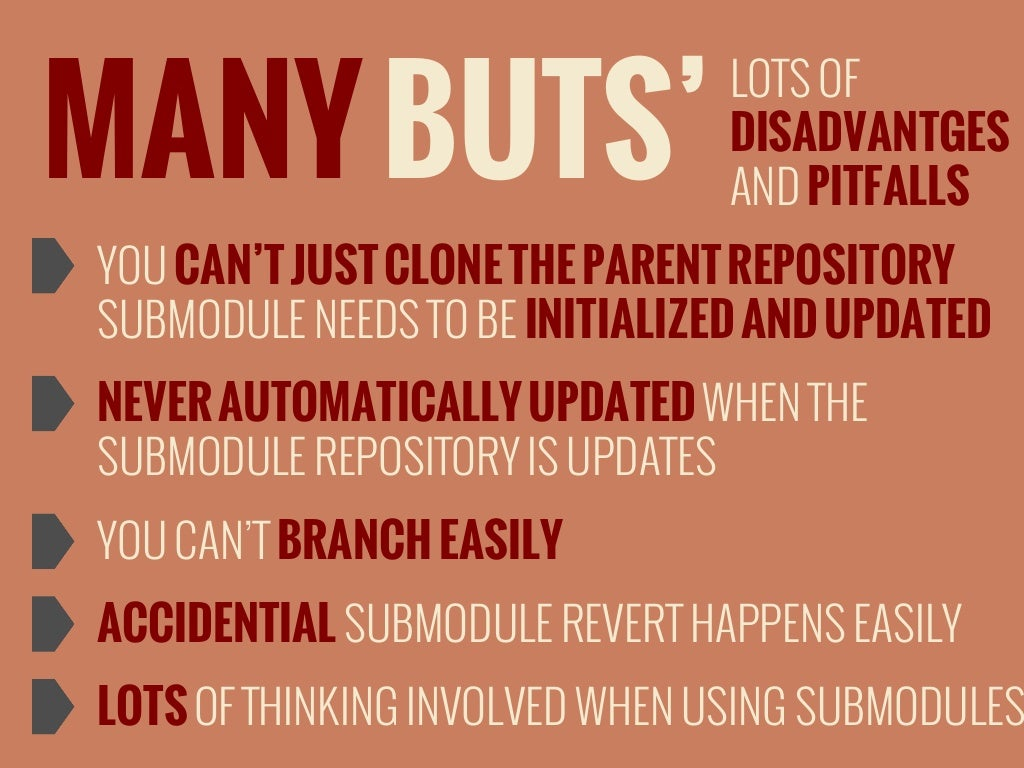 MANY BUTS’
LOTS OF
DISADVANTGES
AND PITFALLS
YOU CAN’T JUST CLONE THE PARENT REPOSITORY
SUBMODULE NEEDS TO BE INITIALIZED AND UPDATED
NEVER AUTOMATICALLY UPDATED WHEN THE
SUBMODULE REPOSITORY IS UPDATES
YOU CAN’T BRANCH EASILY
ACCIDENTIAL SUBMODULE REVERT HAPPENS EASILY
LOTS OF THINKING INVOLVED WHEN USING SUBMODULES